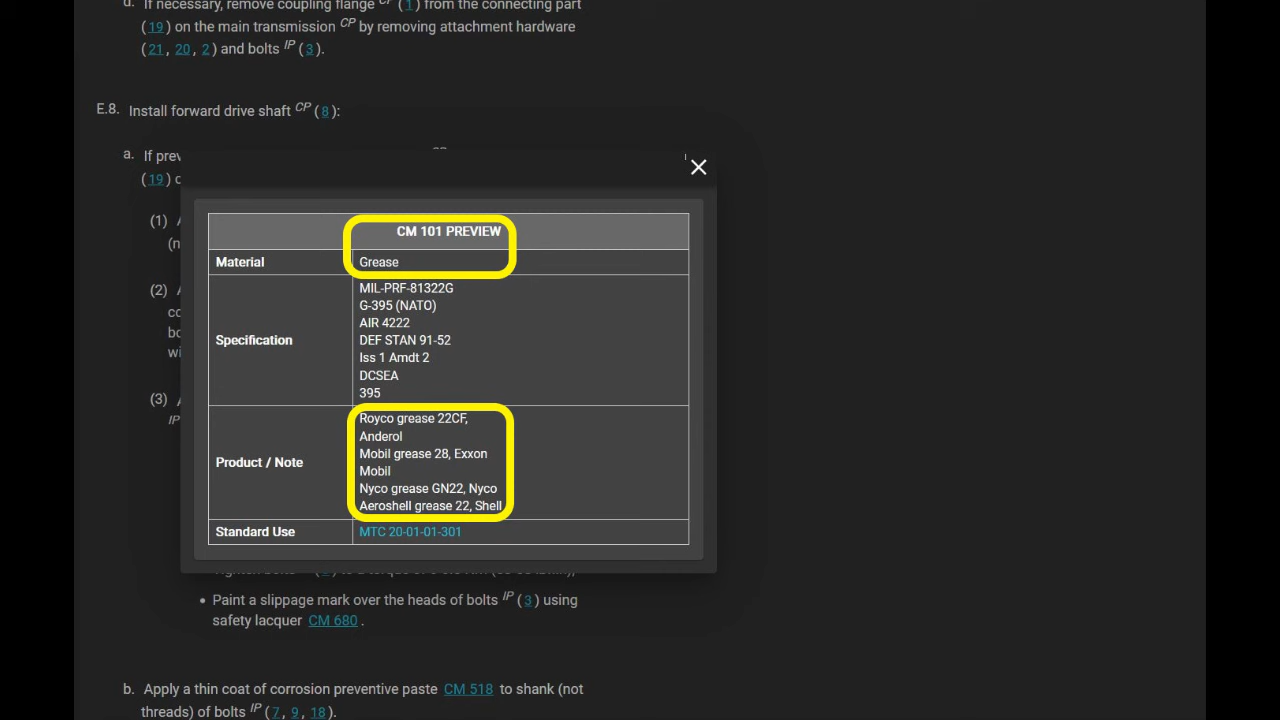 d. If necessary, remove coupling flange CP (1) from the connecting part
(19) on the main transmission CP by removing attachment hardware
(21, 20, 2) and bolts IP (3).
E.8. Install forward drive shaft CP (8):
a. If
(19)
(1)
(2)
(3)
IP
CM 101 PREVIEW
Material Grease
Specification
MIL-PRF-81322G
G-395 (NATO)
AIR 4222
DEF STAN 91-52
Iss 1 Amdt 2
DCSEA
395
Product / Note
Royco grease 22CF,
Anderol
Mobil grease 28, Exxon
Mobil
Nyco grease GN22, Nyco
Aeroshell grease 22, Shell
Standard Use MTC 20-01-01-301
• Paint a slippage mark over the heads of bolts IP (3) using
safety lacquer CM 680 .
b. Apply a thin coat of corrosion preventive paste CM 518 to shank (not
threads) of bolts IP (7, 9, 18).